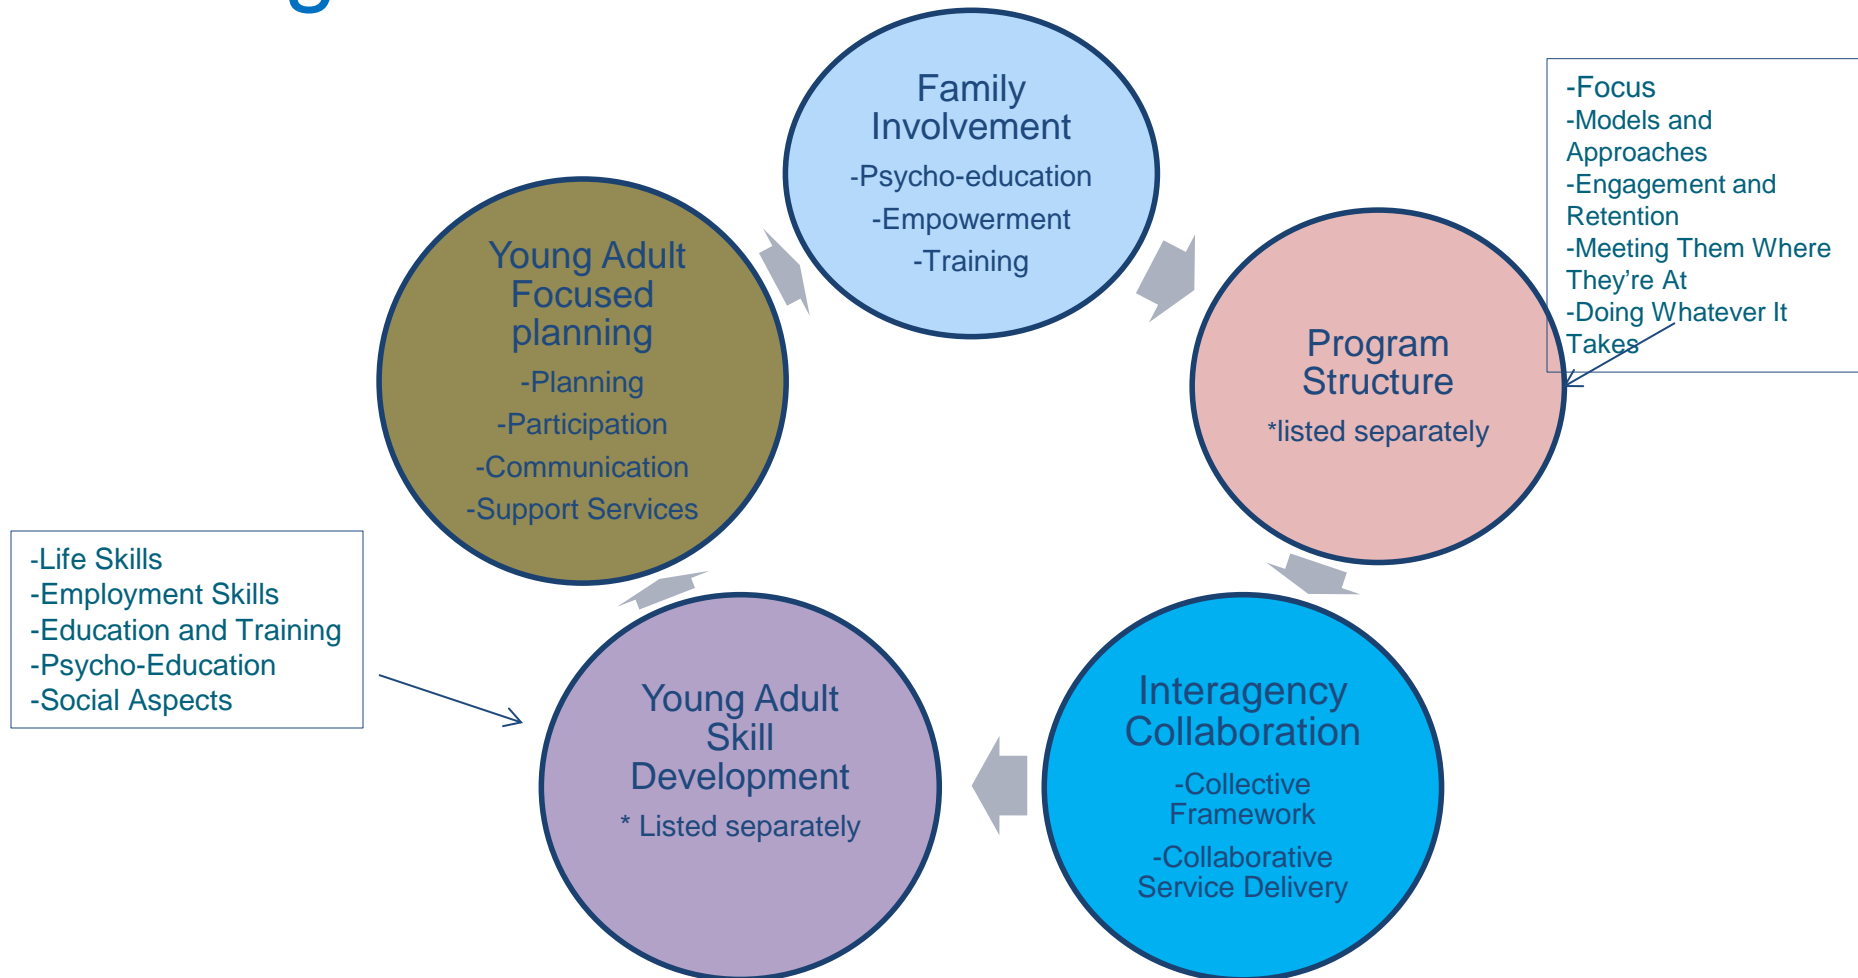 Family
Involvement
-Psycho-education
-Empowerment
-Training
-Focus
-Models and
Approaches
-Engagement and
Retention
-Meeting Them Where
They’re At
-Doing Whatever It
Takes
Program
Structure
*listed separately
Interagency
Collaboration
-Collective
Framework
-Collaborative
Service Delivery
Young Adult
Skill
Development
* Listed separately
-Life Skills
-Employment Skills
-Education and Training
-Psycho-Education
-Social Aspects
Young Adult
Focused
planning
-Planning
-Participation
-Communication
-Support Services